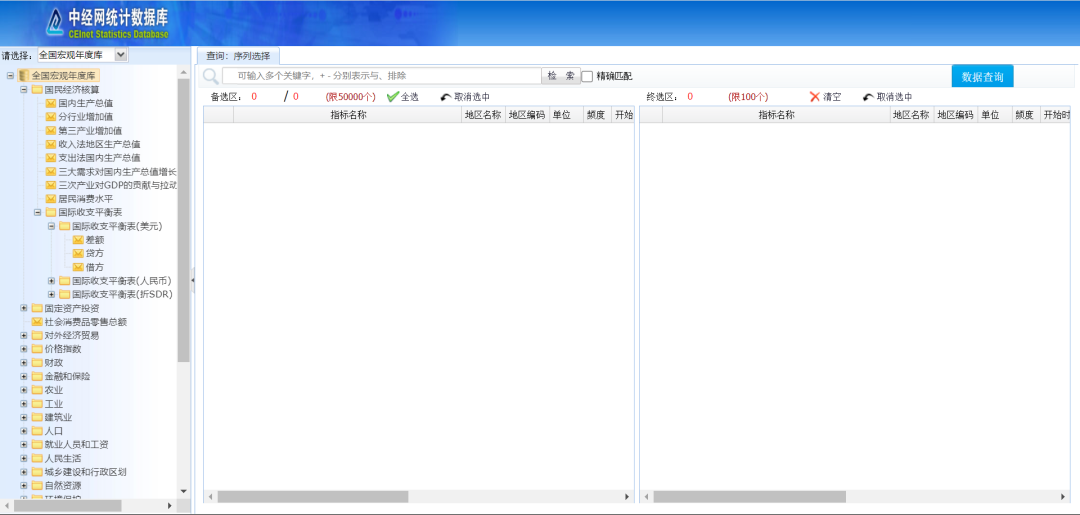 中经网统计数据库
CEInet Statistics Database
请选择: 全国宏观年度库
查询: 序列选择
可输入多个关键字, + - 分别表示与、排除
检 索
精确匹配
数据查询
备选区: 0 / 0 (限50000个) 全选 取消选中
终选区: 0 (限100个) 清空 取消选中
指标名称 地区名称 地区编码 单位 频度 开始
指标名称 地区名称 地区编码 单位 频度 开始时
全国宏观年度库
国民经济核算
国内生产总值
分行业增加值
第三产业增加值
收入法地区生产总值
支出法国内生产总值
三大需求对国内生产总值增长
三次产业对GDP的贡献与拉动
居民消费水平
国际收支平衡表
国际收支平衡表(美元)
差额
贷方
借方
国际收支平衡表(人民币)
国际收支平衡表(折SDR)
固定资产投资
社会消费品零售总额
对外经济贸易
价格指数
财政
金融和保险
农业
工业
建筑业
人口
就业人员和工资
人民生活
城乡建设和行政区划
自然资源
环境保护